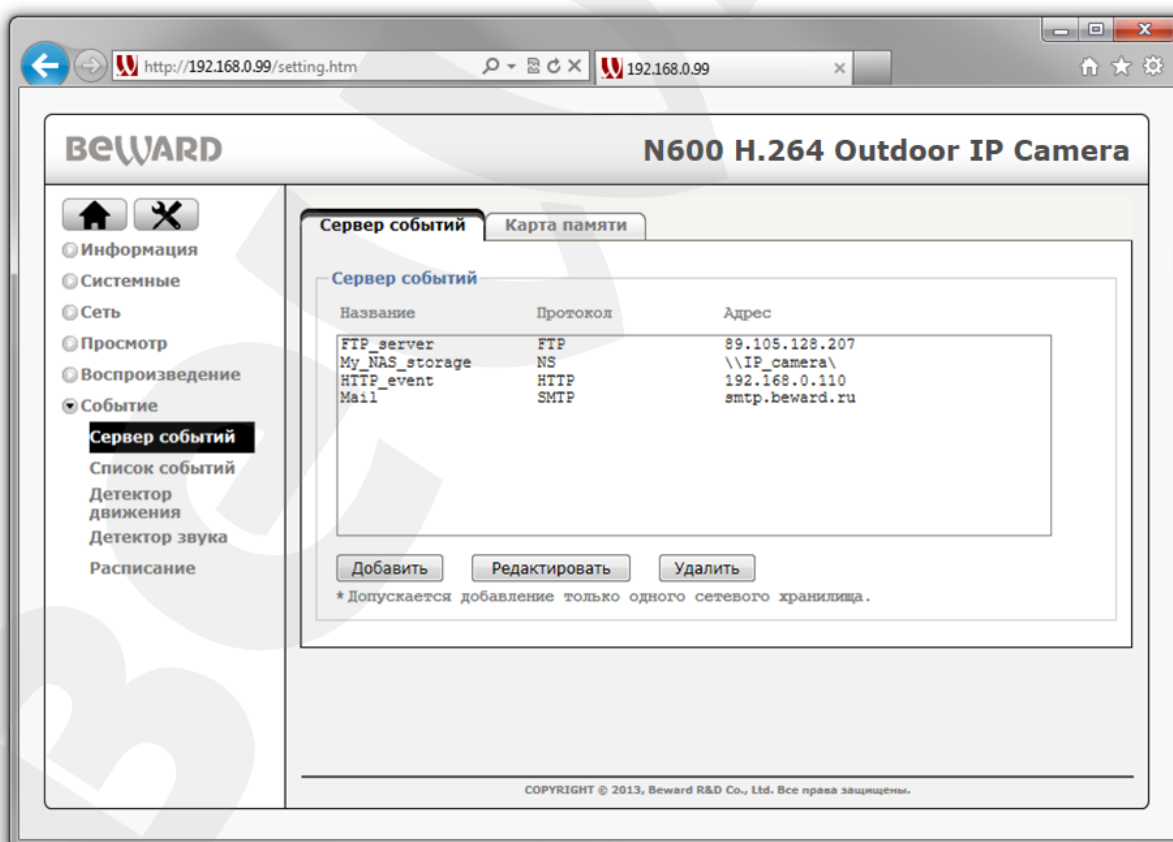 http://192.168.0.99/setting.htm
192.168.0.99
BEWARD
N600 H.264 Outdoor IP Camera
Информация
Системные
Сеть
Просмотр
Воспроизведение
Событие
Сервер событий
Список событий
Детектор
движения
Детектор звука
Расписание
Сервер событий Карта памяти
Сервер событий
Название Протокол Адрес
FTP_server FTP 89.105.128.207
My_NAS_storage NS \\IP_camera\
HTTP_event HTTP 192.168.0.110
Mail SMTP smtp.beward.ru
Добавить Редактировать Удалить
* Допускается добавление только одного сетевого хранилища.
COPYRIGHT © 2013, Beward R&D Co., Ltd. Все права защищены.